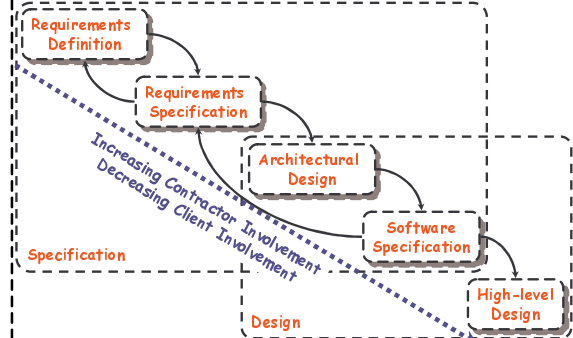 Requirements
Definition
Requirements
Specification
Architectural
Design
Increasing Contractor Involvement
Decreasing Client Involvement
Software
Specification
Specification
High-level
Design
Design